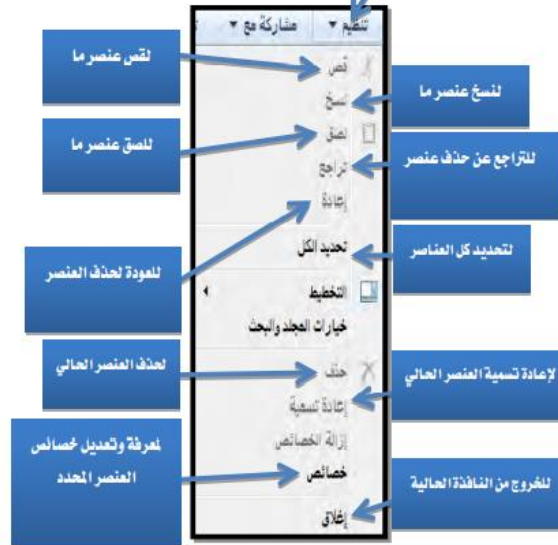 تنظيم ▼ مشاركة مع ▼
قص
نسخ
لصق
تراجع
إعادة
تحديد الكل
التخطيط
خيارات المجلد والبحث
حذف
إعادة تسمية
إزالة الخصائص
خصائص
إغلاق
لنسخ عنصر ما
للتراجع عن حذف عنصر
لتحديد كل العناصر
لإعادة تسمية العنصر الحالي
للخروج من النافذة الحالية
لقص عنصر ما
للصق عنصر ما
للعودة لحذف العنصر
لحذف العنصر الحالي
لمعرفة وتعديل خصائص
العنصر المحدد